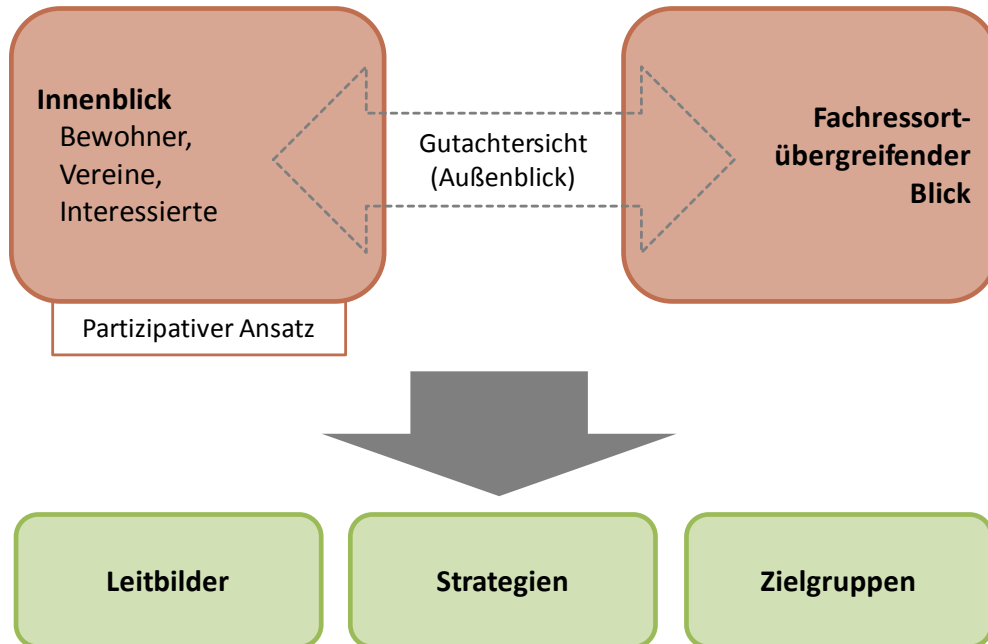 Innenblick
Bewohner,
Vereine,
Interessierte
Gutachtersicht
(Außenblick)
Fachressort-
übergreifender
Blick
Partizipativer Ansatz
Leitbilder
Strategien
Zielgruppen